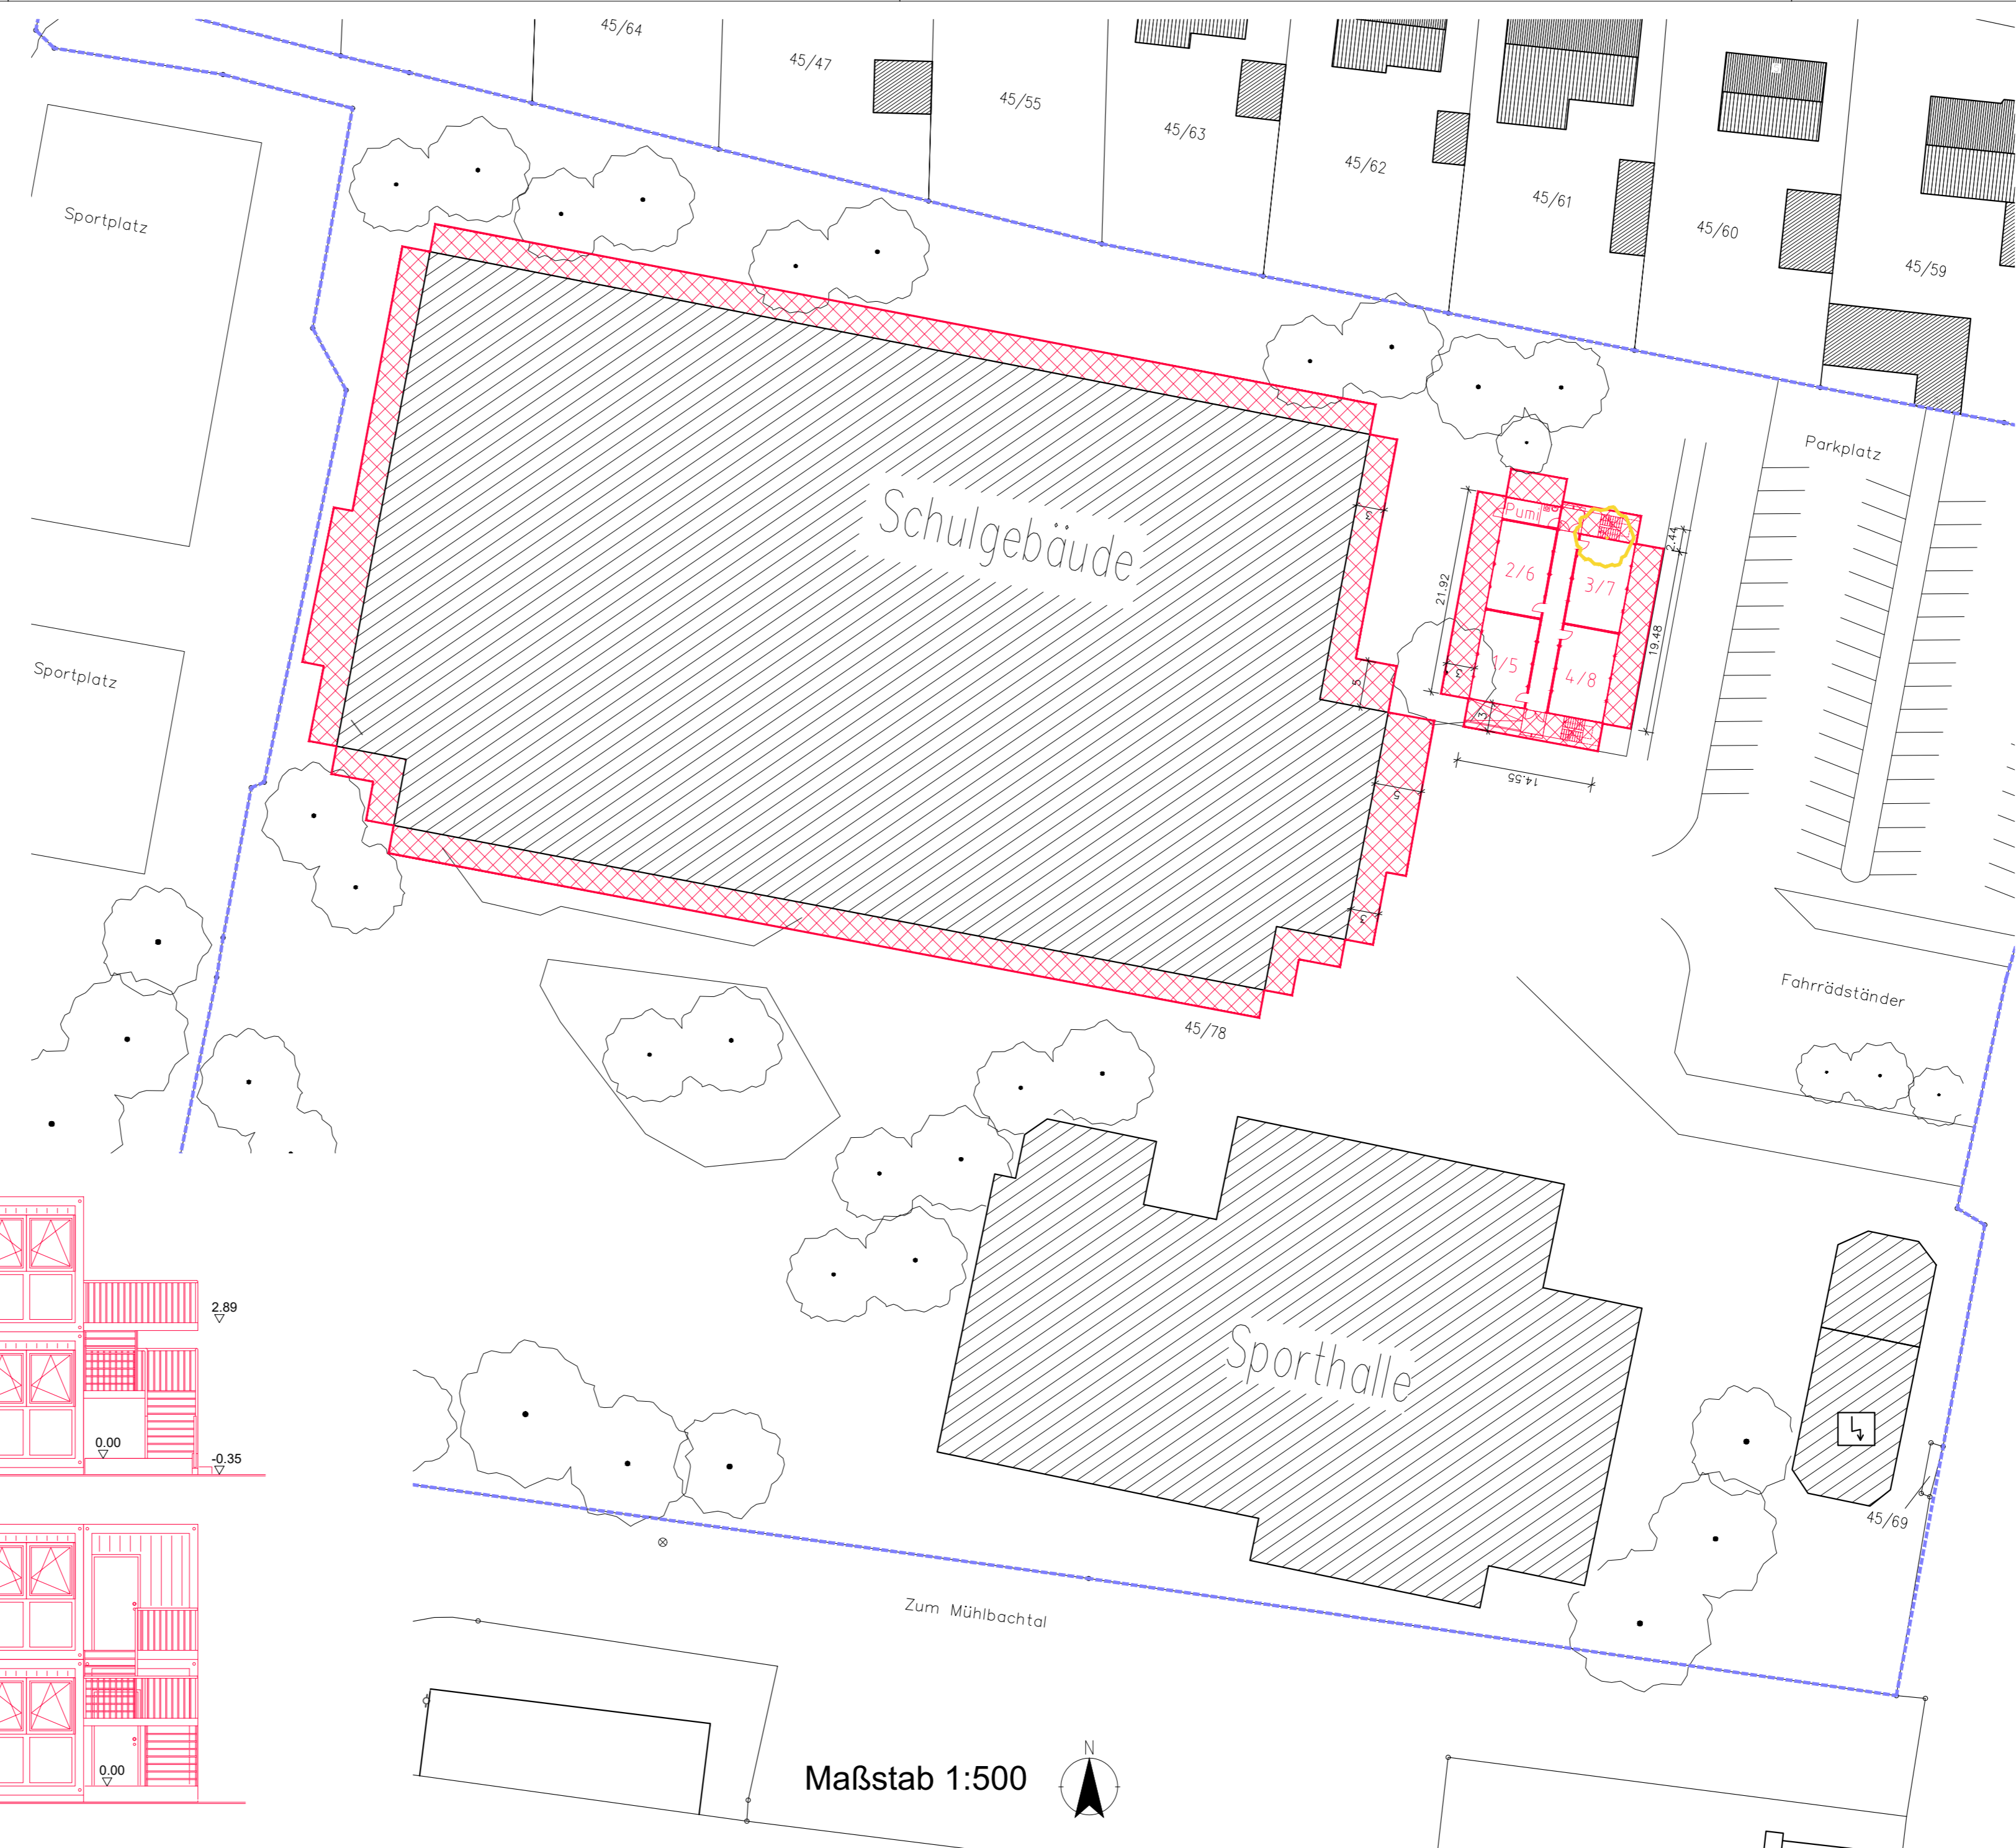 45/64
45/47
45/55
45/63
45/62
45/61
45/60
45/59
Sportplatz
Parkplatz
Schulgebäude
3
Pumi
2/6
3/7
2.44
21.92
19.48
Sportplatz
1/5
4/8
3
5
3
14.55
5
3
Fahrrädständer
45/78
2.89
0.00
-0.35
Sporthalle
45/69
0.00
Zum Mühlbachtal
Maßstab 1:500
N